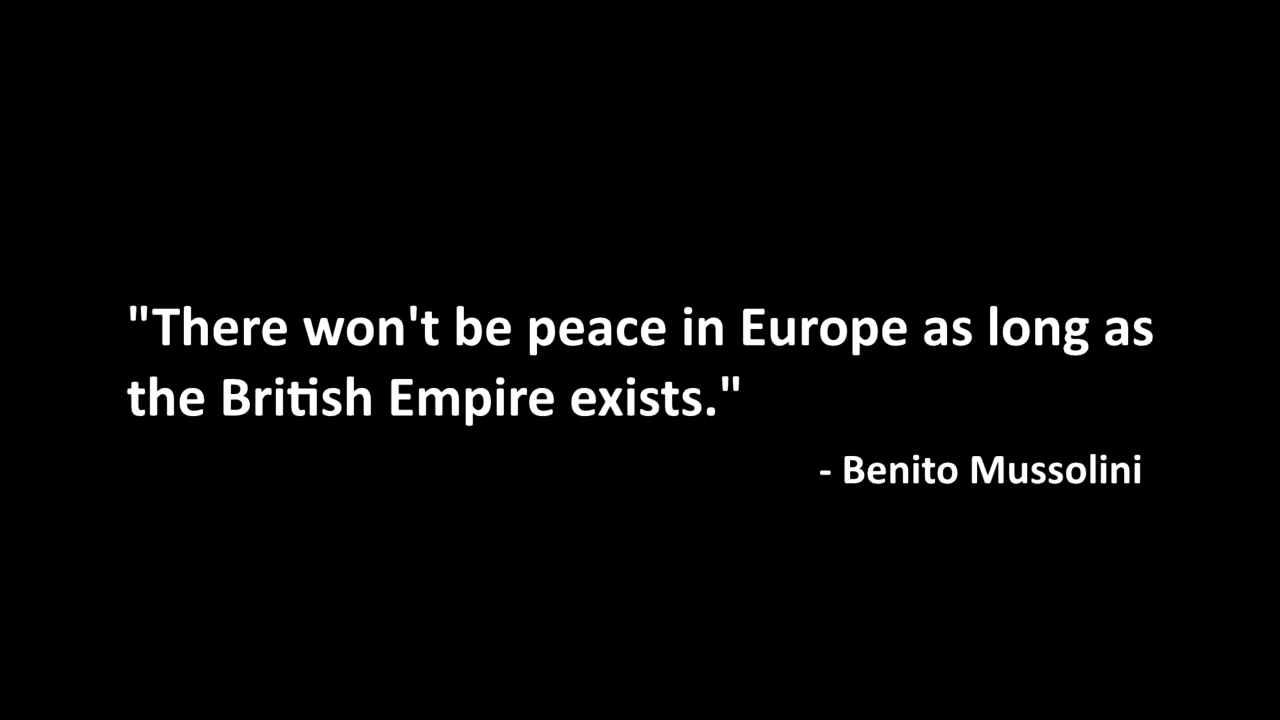 "There won't be peace in Europe as long as
the British Empire exists."
- Benito Mussolini